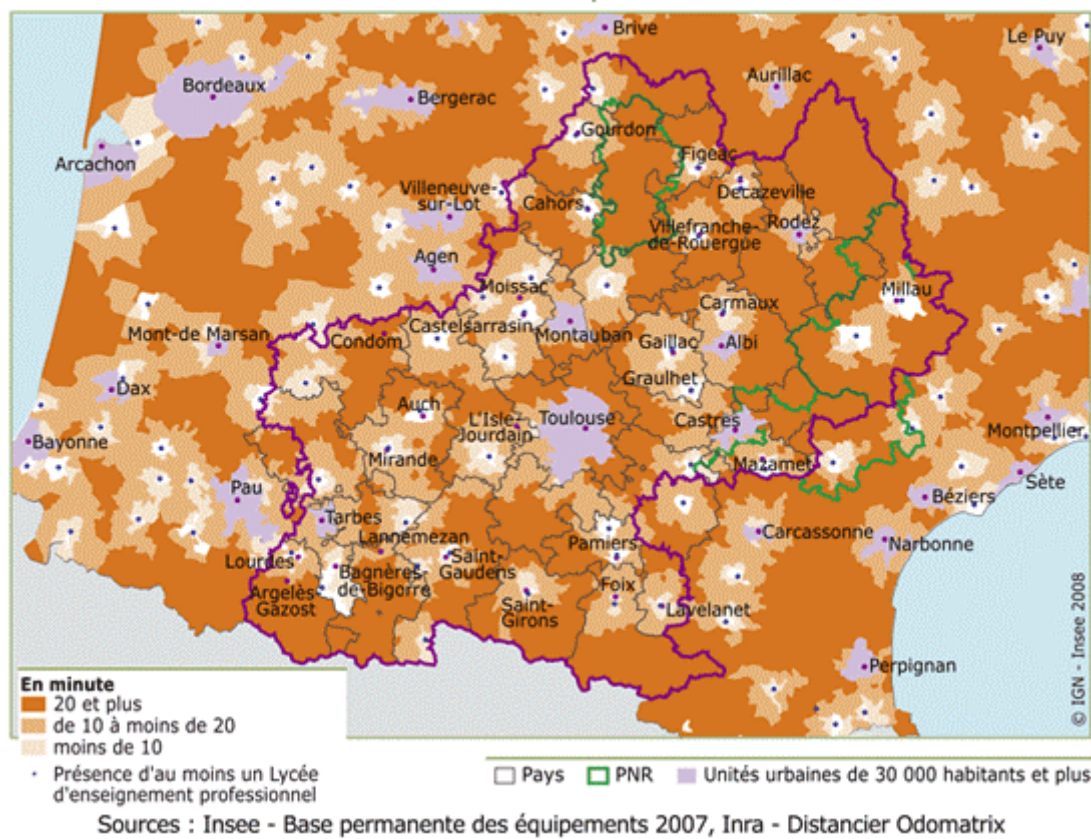 Brive
Le Puy
Bordeaux
Bergerac
Aurillac
Arcachon
Gourdon
Figeac
Villeneuve-
sur-Lot
Cahors
Decazeville
Villefranche-
de-Rouergue
Rodez
Agen
Moissac
Millau
Carmaux
Mont-de Marsan
Condom
Castelsarrasin
Montauban
Gaillac
Albi
Dax
Graulhet
Auch
L'Isle-
Jourdain
Toulouse
Castres
Montpellier
Bayonne
Mirande
Mazamet
Sète
Pau
Béziers
Tarbes
Lannemezan
Pamiers
Carcassonne
Narbonne
Lourdes
Bagnères-
de-Bigorre
Saint-
Gaudens
Argelès-
Gazost
Saint-
Girons
Foix
Lavelanet
Perpignan
© IGN - Insee 2008
En minute
20 et plus
de 10 à moins de 20
moins de 10
Présence d'au moins un Lycée
d'enseignement professionnel
Pays
PNR
Unités urbaines de 30 000 habitants et plus
Sources : Insee - Base permanente des équipements 2007, Inra - Distancier Odomatrix